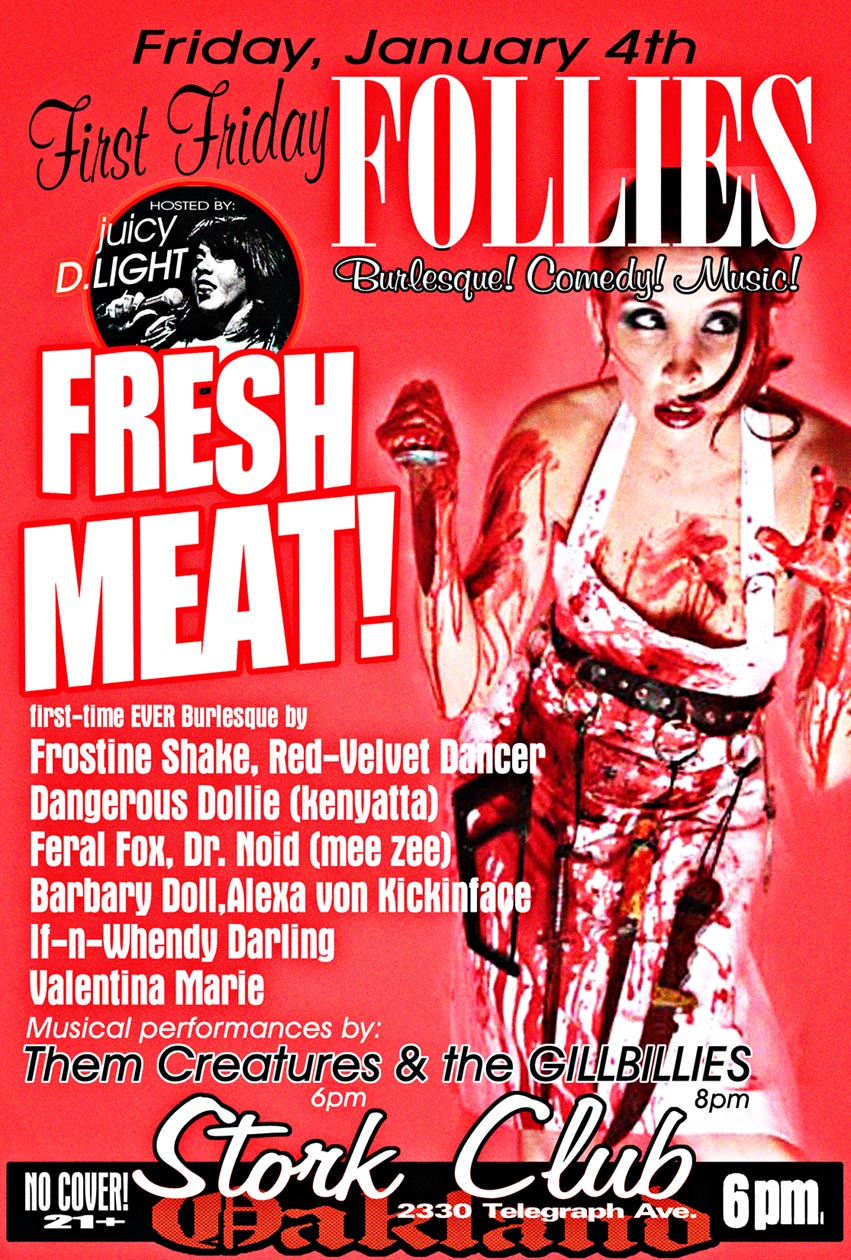 Friday, January 4th
First Friday
FOLLIES
Burlesque! Comedy! Music!
HOSTED BY:
juicy
D.LIGHT
FRESH
MEAT!
first-time EVER Burlesque by
Frostine Shake, Red-Velvet Dancer
Dangerous Dollie (kenyatta)
Feral Fox, Dr. Noid (mee zee)
Barbary Doll,Alexa von Kickinface
If-n-Whendy Darling
Valentina Marie
Musical performances by:
Them Creatures & the GILLBILLIES
6pm 8pm
Stork Club
NO COVER!
21+
2330 Telegraph Ave.
Oakland
6pm.